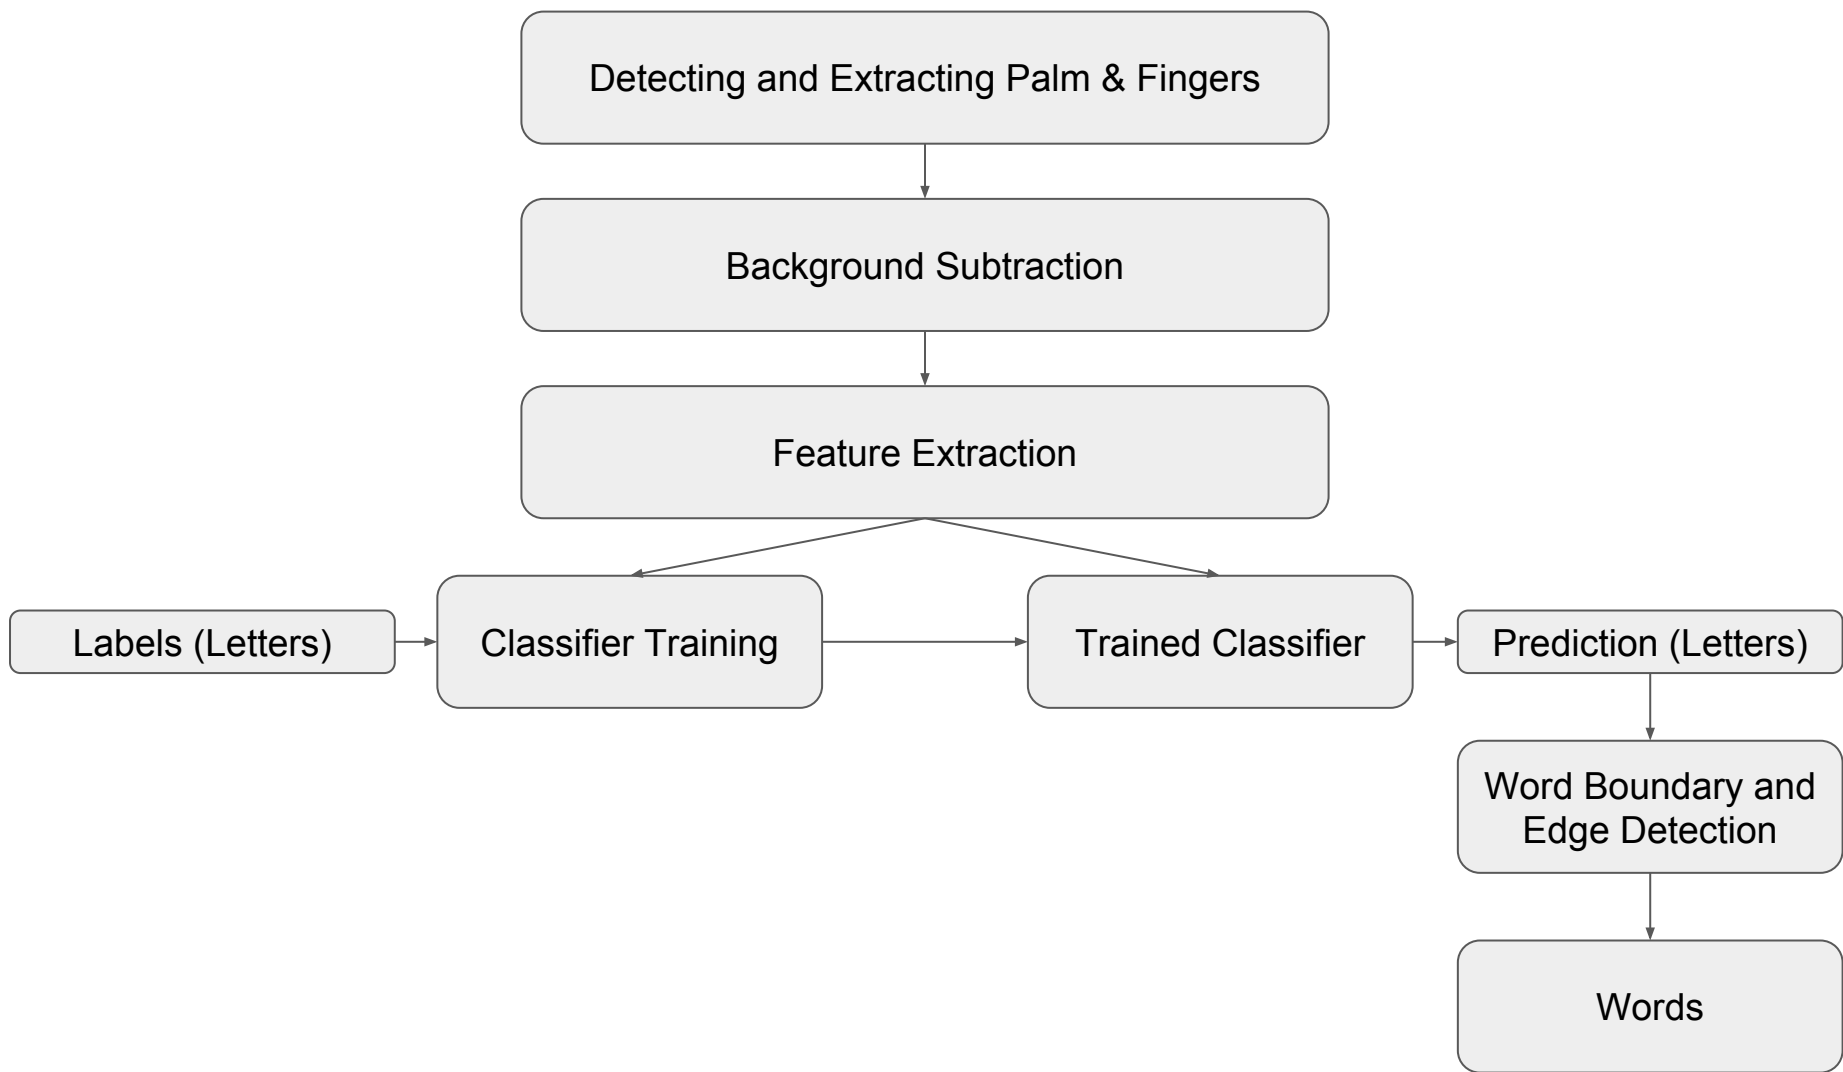 Detecting and Extracting Palm & Fingers
Background Subtraction
Feature Extraction
Labels (Letters)
Classifier Training
Trained Classifier
Prediction (Letters)
Word Boundary and
Edge Detection
Words